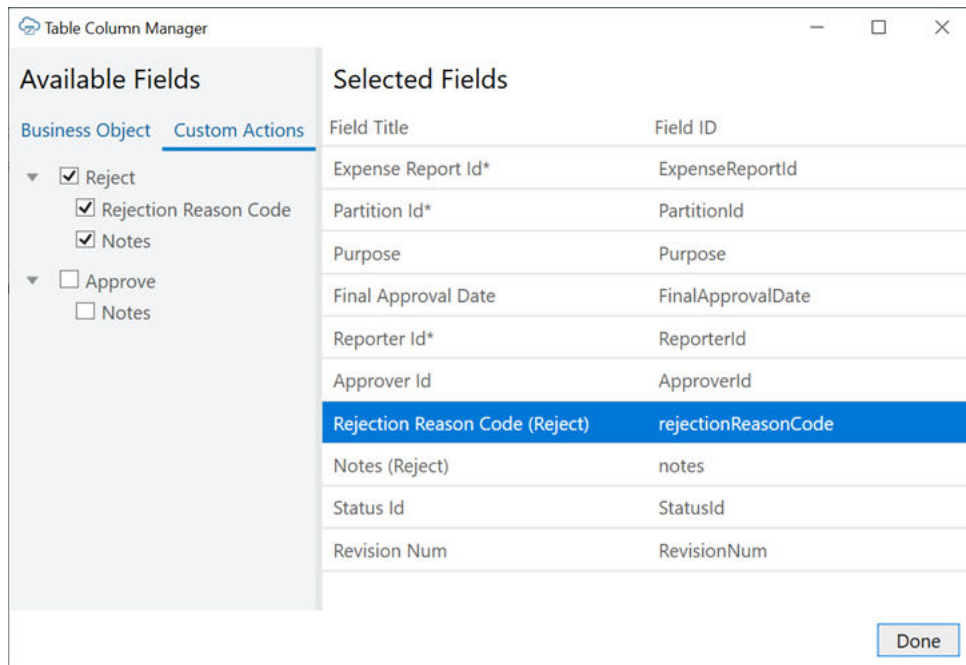 Table Column Manager
Available Fields
Business Object Custom Actions
Reject
Rejection Reason Code
Notes
Approve
Notes
Selected Fields
Field Title Field ID
Expense Report Id* ExpenseReportId
Partition Id* PartitionId
Purpose Purpose
Final Approval Date FinalApprovalDate
Reporter Id* ReporterId
Approver Id ApproverId
Rejection Reason Code (Reject) rejectionReasonCode
Notes (Reject) notes
Status Id StatusId
Revision Num RevisionNum
Done